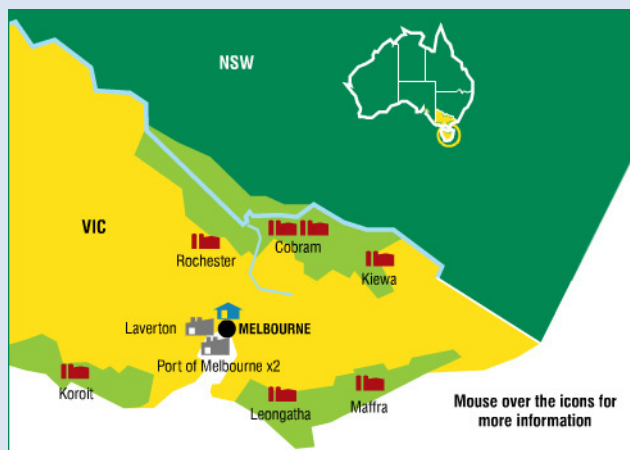 NSW
VIC
Rochester
Cobram
Kiewa
Laverton
MELBOURNE
Port of Melbourne x2
Koroit
Leongatha
Maffra
Mouse over the icons for
more information